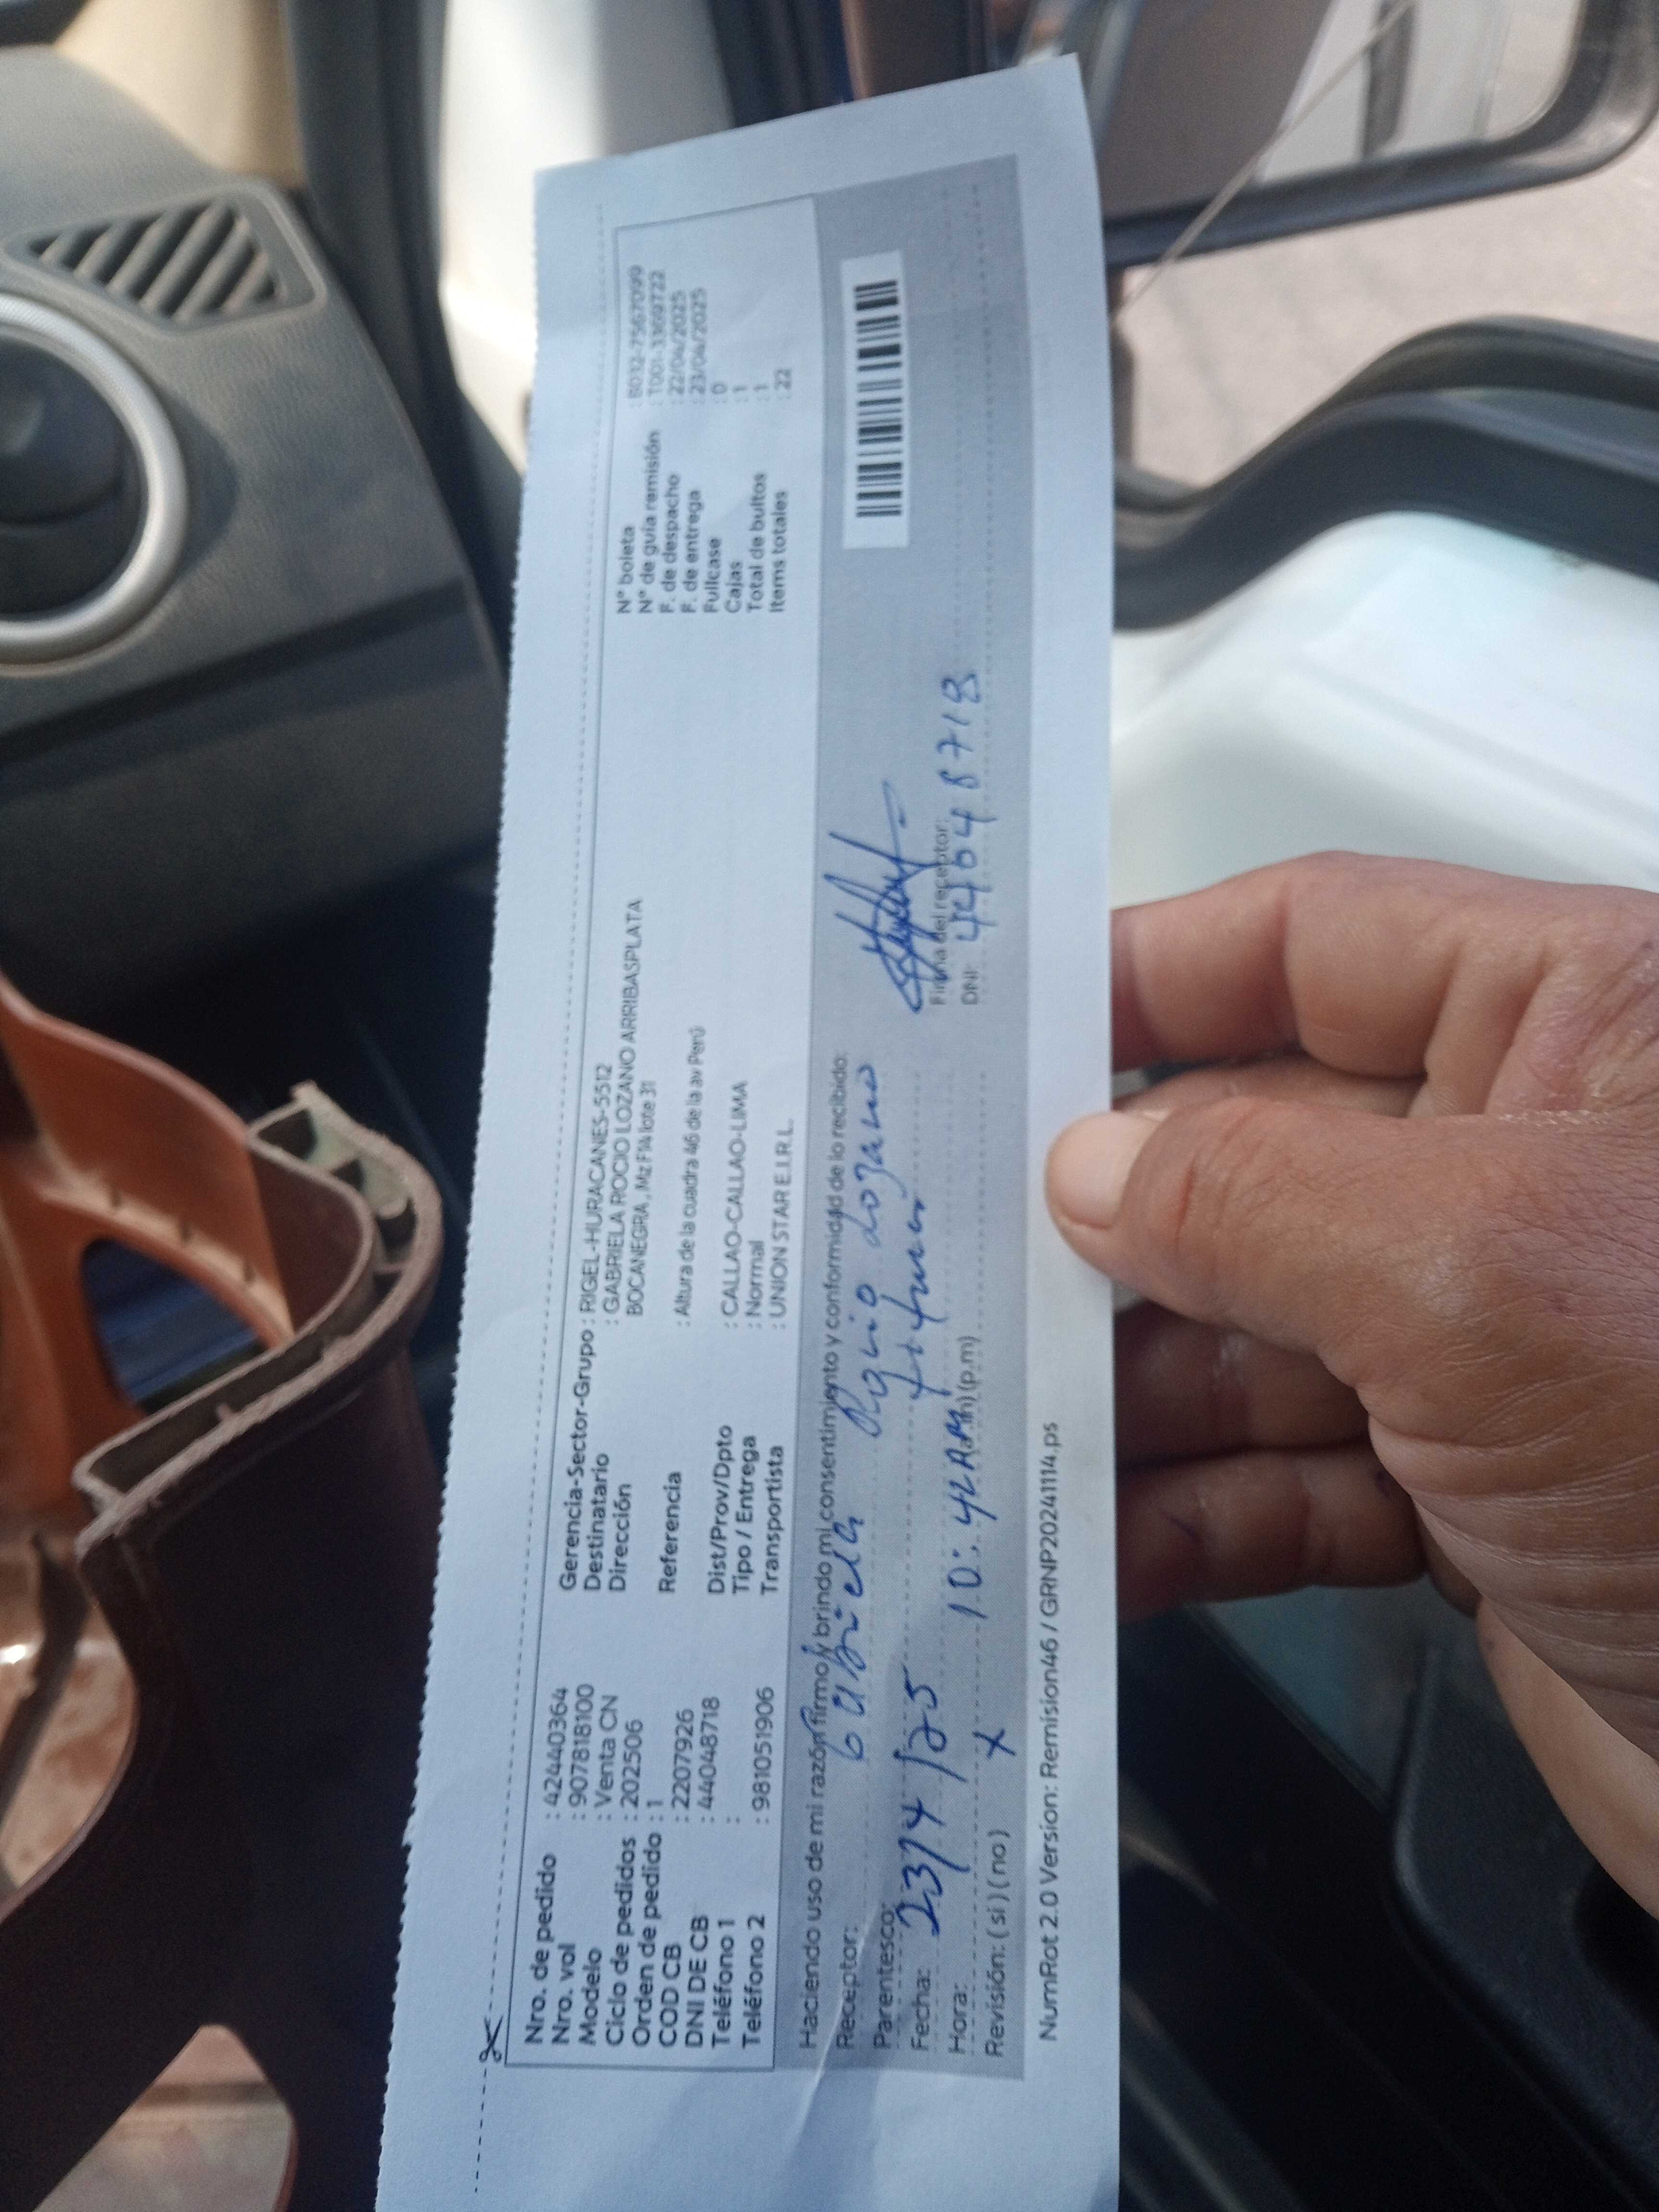 Nro. de pedido : 424440364
Nro. vol : 907818100
Modelo : Venta CN
Ciclo de pedidos : 202506
Orden de pedido : 1
COD CB : 2207926
DNI DE CB : 44048718
Teléfono 1 :
Teléfono 2 : 981051906
Gerencia-Sector-Grupo : RIGEL-HURACANES-5512
Destinatario : GABRIELA ROCIO LOZANO ARRIBASPLATA
Dirección BOCANEGRA, Mz F1A lote 31
Referencia : Altura de la cuadra 46 de la av Perú
Dist/Prov/Dpto : CALLAO-CALLAO-LIMA
Tipo / Entrega : Normal
Transportista : UNION STAR E.I.R.L.
N° boleta : B012-7567099
N° de guía remisión : T001-3369722
F. de despacho : 22/04/2025
F. de entrega : 23/04/2025
Fullcase : 0
Cajas : 1
Total de bultos : 1
Items totales : 22
Haciendo uso de mi razón firmo y brindo mi consentimiento y conformidad de lo recibido:
Receptor: Gabriela Rocio Lozano
Parentesco: titular
Fecha: 23/4/25
Hora: 10:42AM (a.m)(p.m)
Revisión: (si) (no) X
Firma del receptor:
DNI: 44048718
NumRot 2.0 Version: Remision46 / GRNP20241114.ps